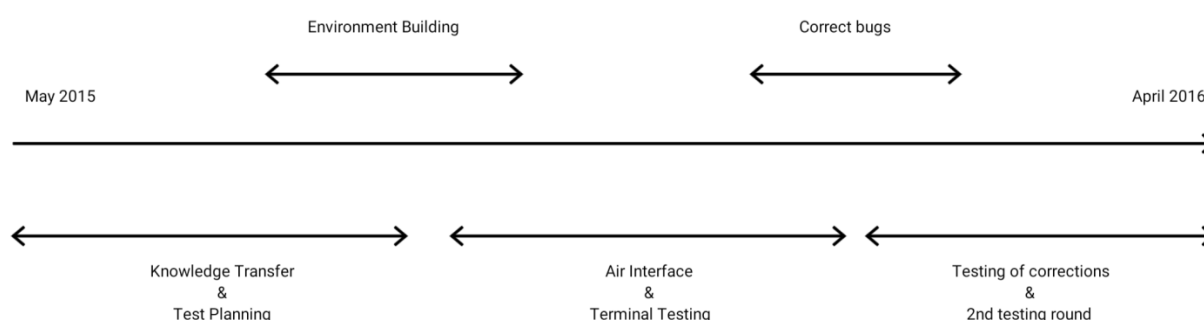 Environment Building
Correct bugs
May 2015
April 2016
Knowledge Transfer
&
Test Planning
Air Interface
&
Terminal Testing
Testing of corrections
&
2nd testing round